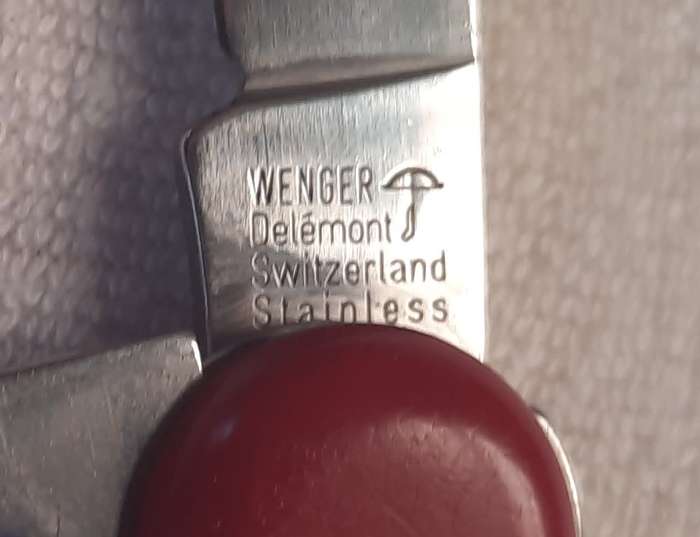 WENGER
Delémont
Switzerland
Stainless